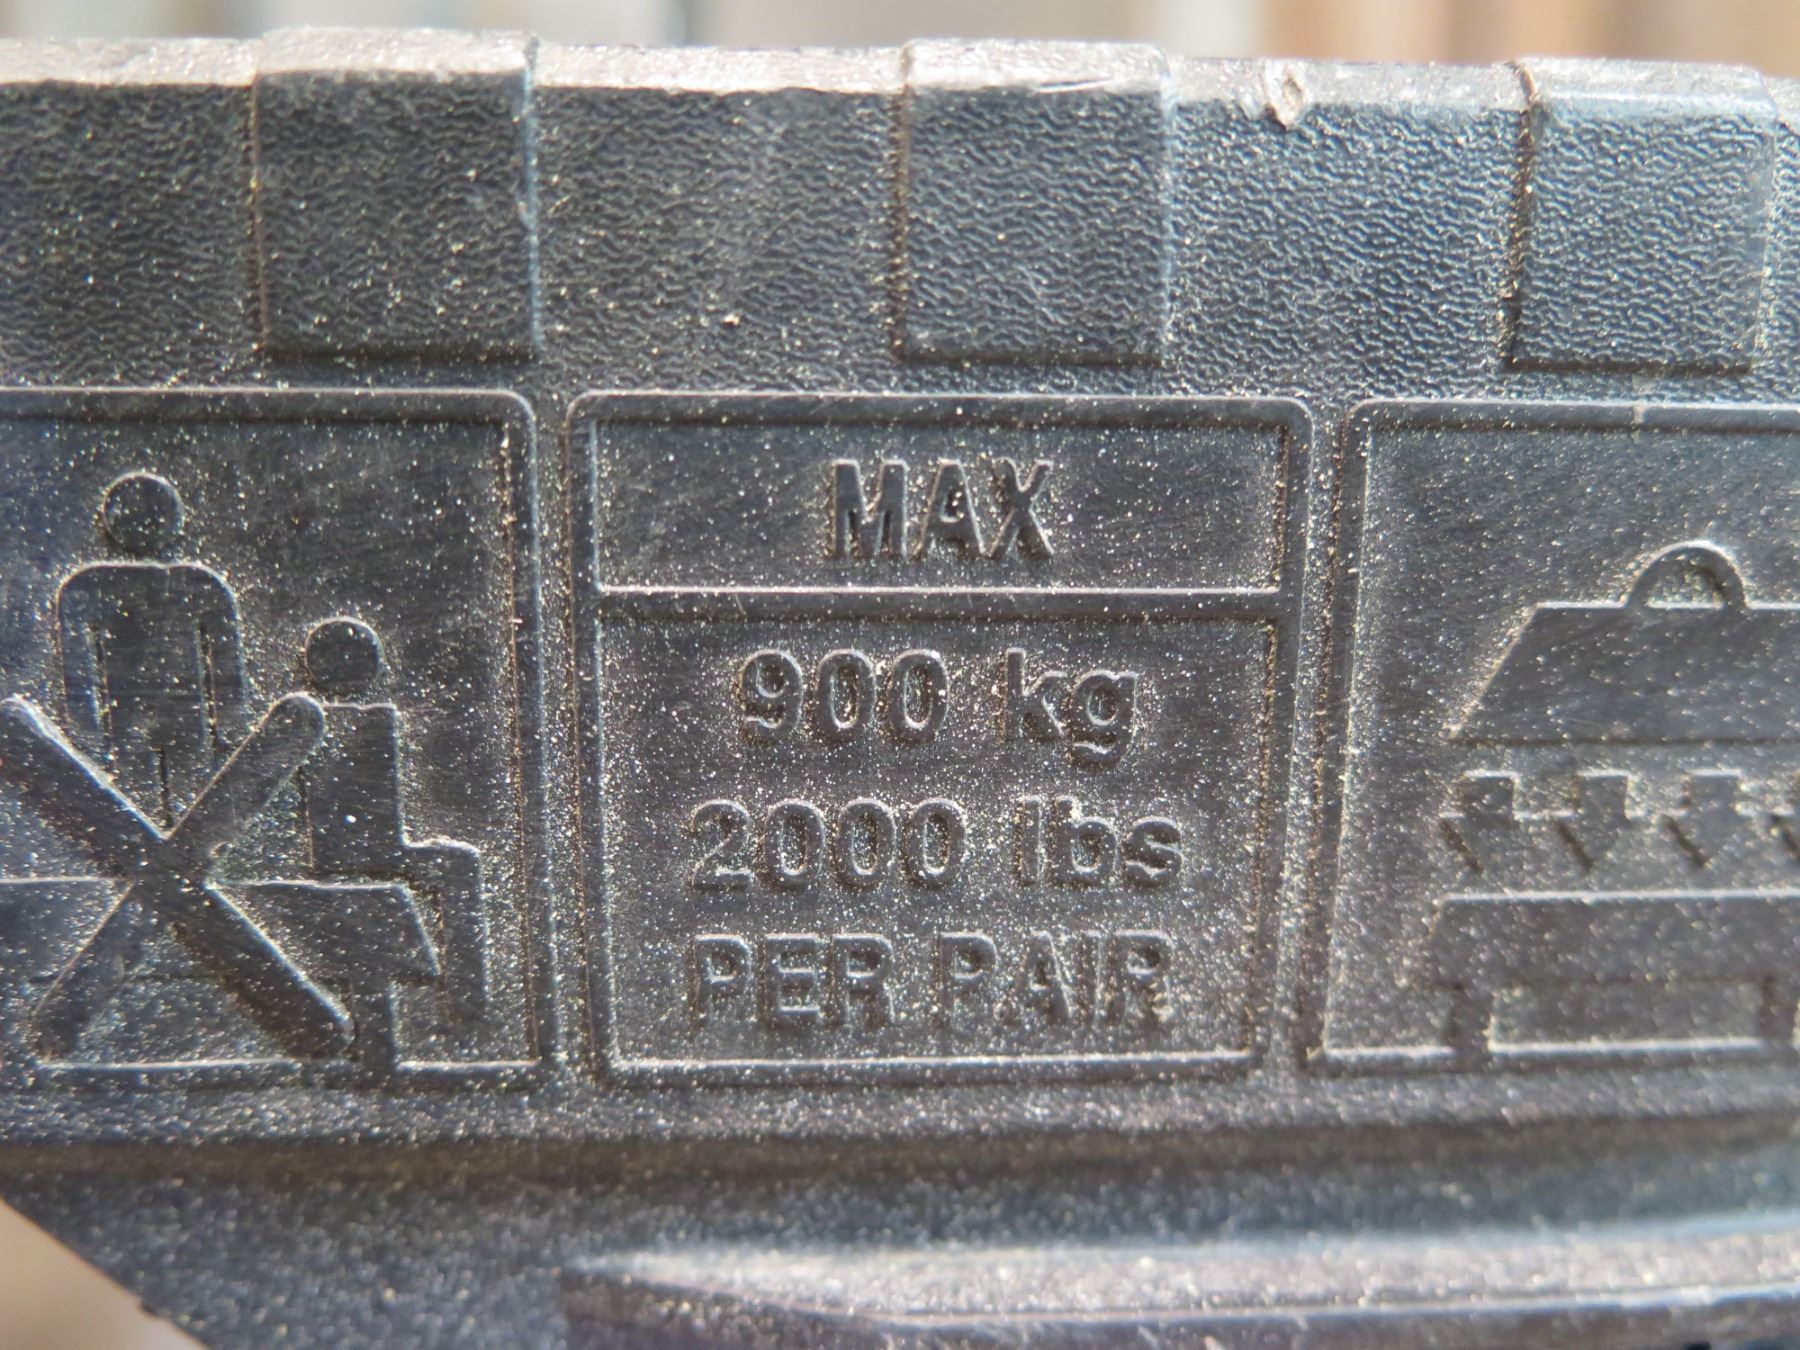 MAX
900 kg
2000 lbs
PER PAIR